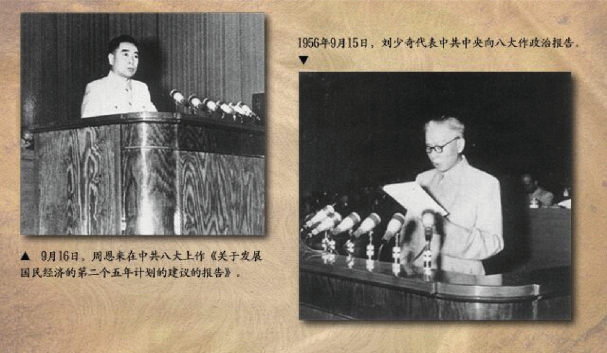 1956年9月15日，刘少奇代表中共中央向八大作政治报告。
▼
▲ 9月16日，周恩来在中共八大上作《关于发展
国民经济的第二个五年计划的建议的报告》。